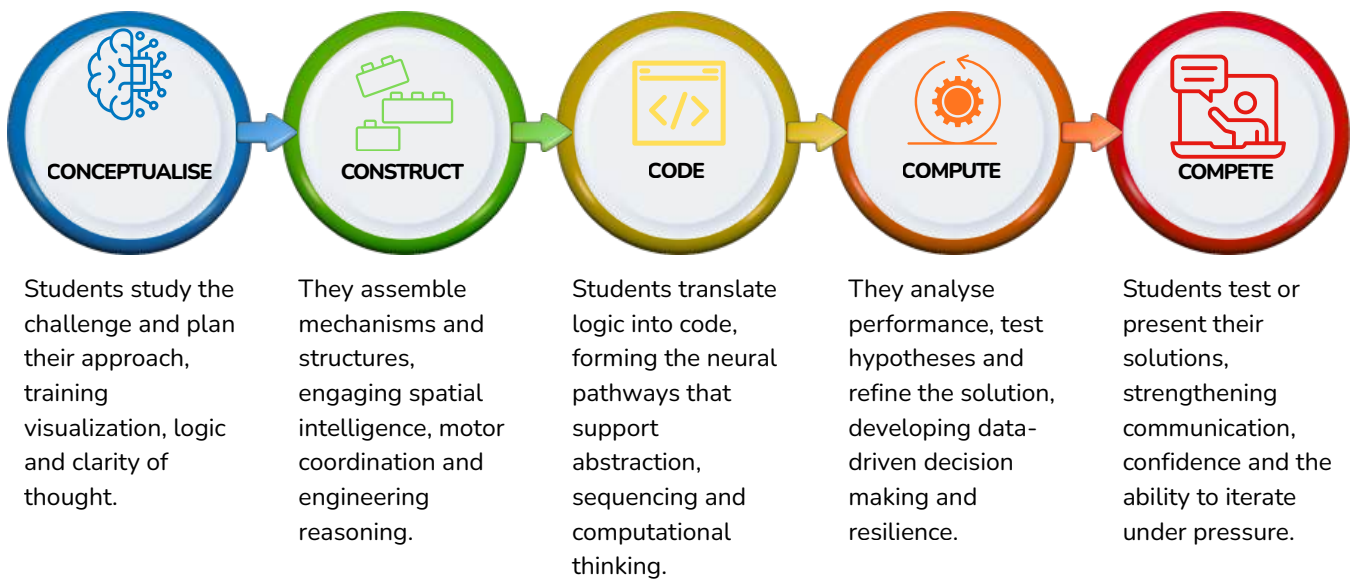 CONCEPTUALISE
Students study the
challenge and plan
their approach,
training
visualization, logic
and clarity of
thought.
CONSTRUCT
They assemble
mechanisms and
structures,
engaging spatial
intelligence, motor
coordination and
engineering
reasoning.
CODE
Students translate
logic into code,
forming the neural
pathways that
support
abstraction,
sequencing and
computational
thinking.
COMPUTE
They analyse
performance, test
hypotheses and
refine the solution,
developing data-
driven decision
making and
resilience.
COMPETE
Students test or
present their
solutions,
strengthening
communication,
confidence and the
ability to iterate
under pressure.